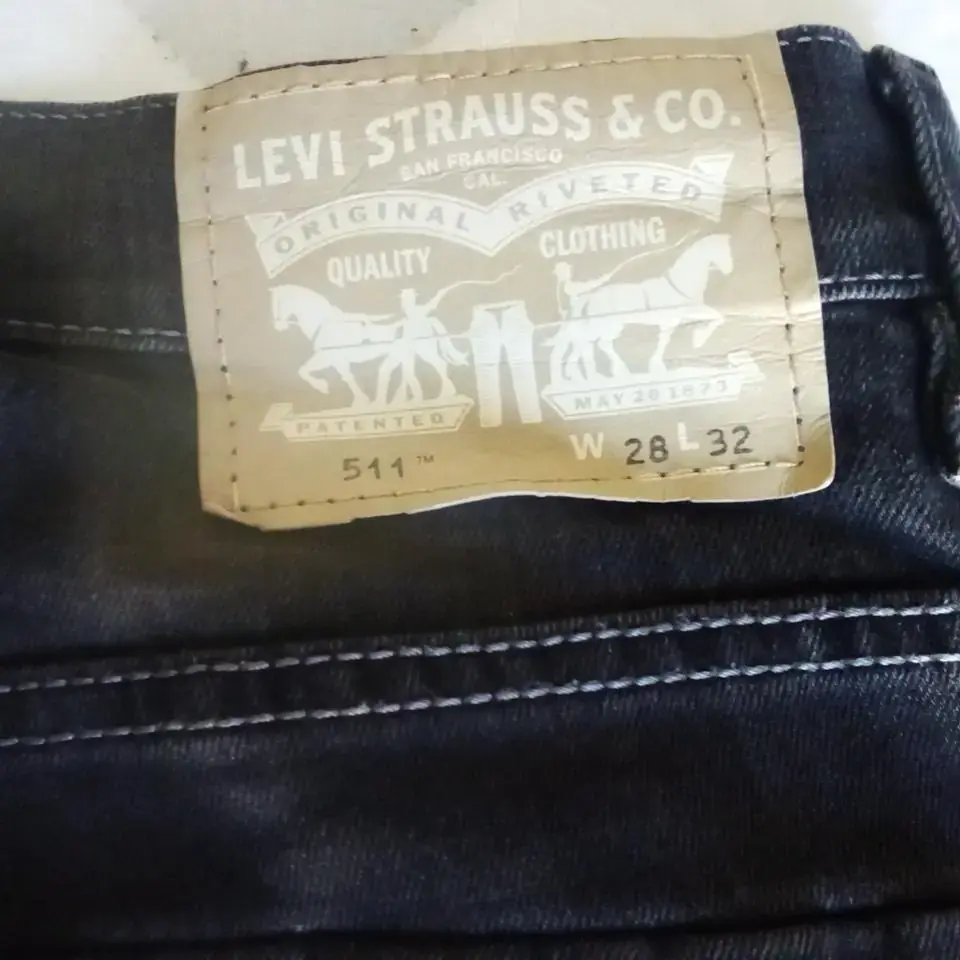 LEVI STRAUSS & CO.
SAN FRANCISCO
CAL.
ORIGINAL RIVETED
QUALITY CLOTHING
PATENTED MAY 20 1873
511™ W 28 L 32